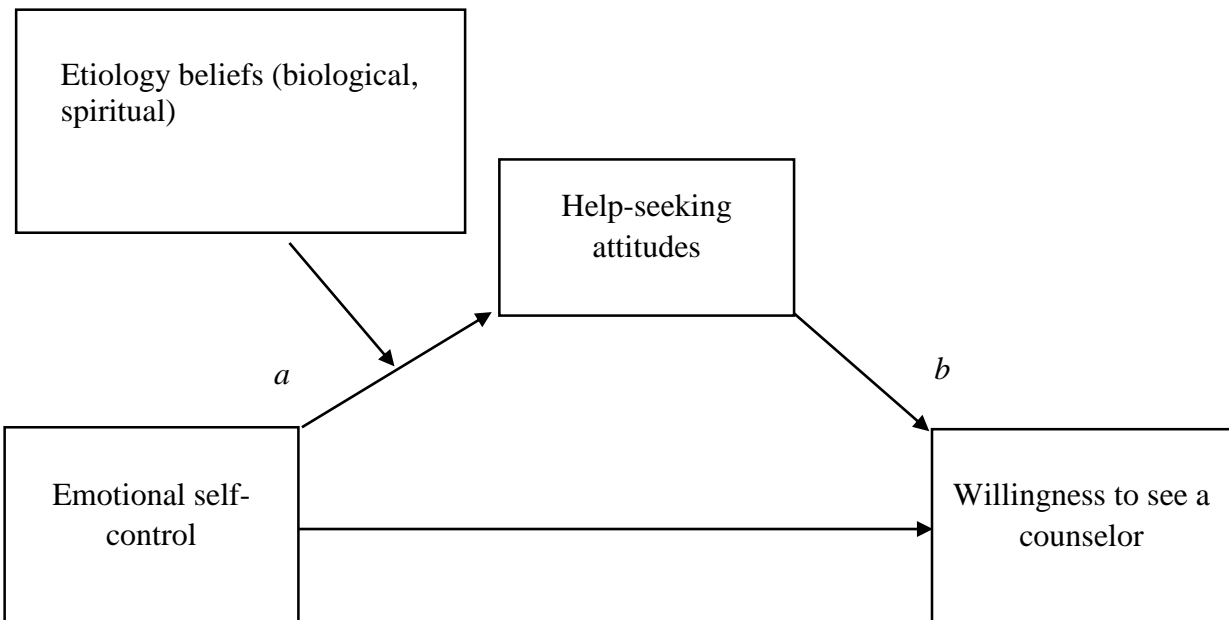 Etiology beliefs (biological,
spiritual)
Help-seeking
attitudes
a
b
Emotional self-
control
Willingness to see a
counselor